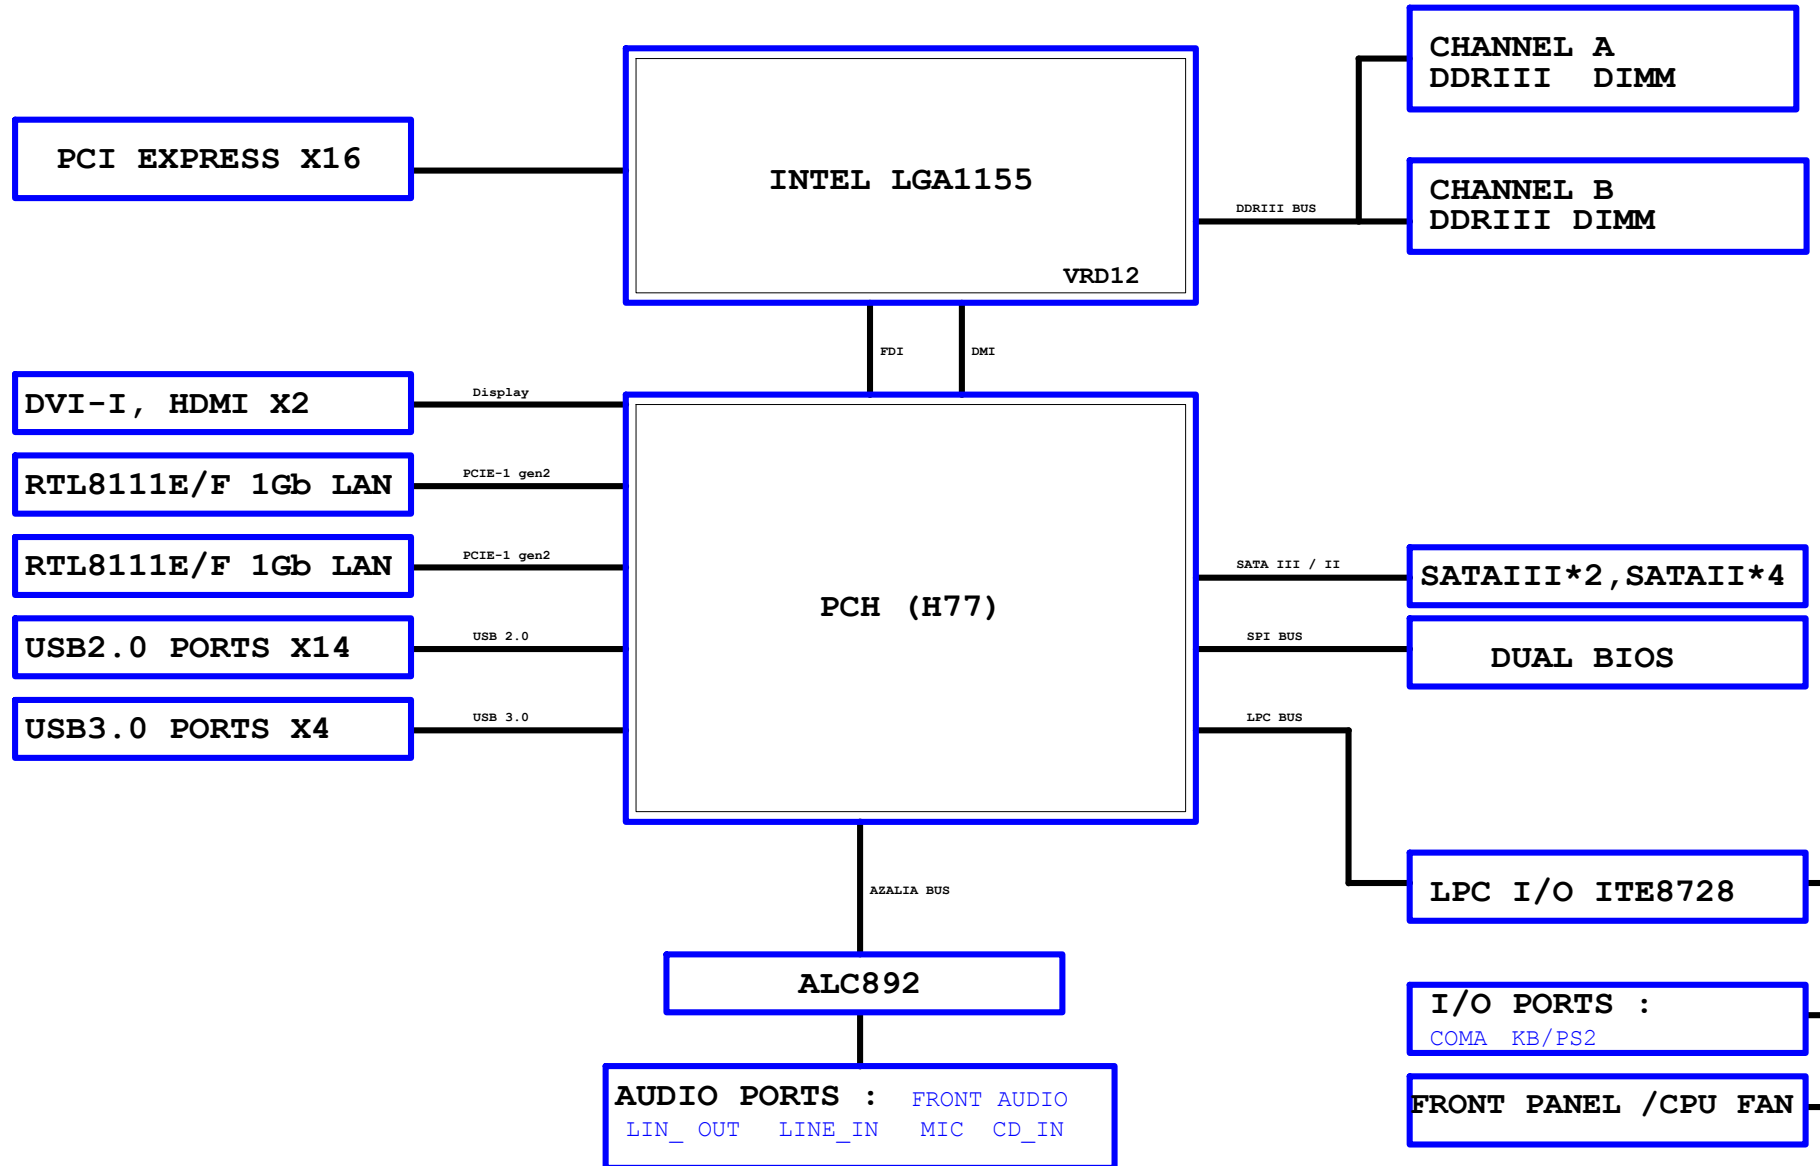 CHANNEL A
DDRIII  DIMM
PCI EXPRESS X16
INTEL LGA1155
CHANNEL B
DDRIII DIMM
DDRIII BUS
VRD12
FDI
DMI
DVI-I, HDMI X2
Display
RTL8111E/F 1Gb LAN
PCIE-1 gen2
RTL8111E/F 1Gb LAN
PCIE-1 gen2
SATA III / II
SATAIII*2,SATAII*4
PCH (H77)
USB2.0 PORTS X14
USB 2.0
SPI BUS
DUAL BIOS
USB3.0 PORTS X4
USB 3.0
LPC BUS
AZALIA BUS
LPC I/O ITE8728
ALC892
I/O PORTS :
COMA  KB/PS2
AUDIO PORTS :  FRONT AUDIO
LIN_ OUT  LINE_IN  MIC  CD_IN
FRONT PANEL /CPU FAN